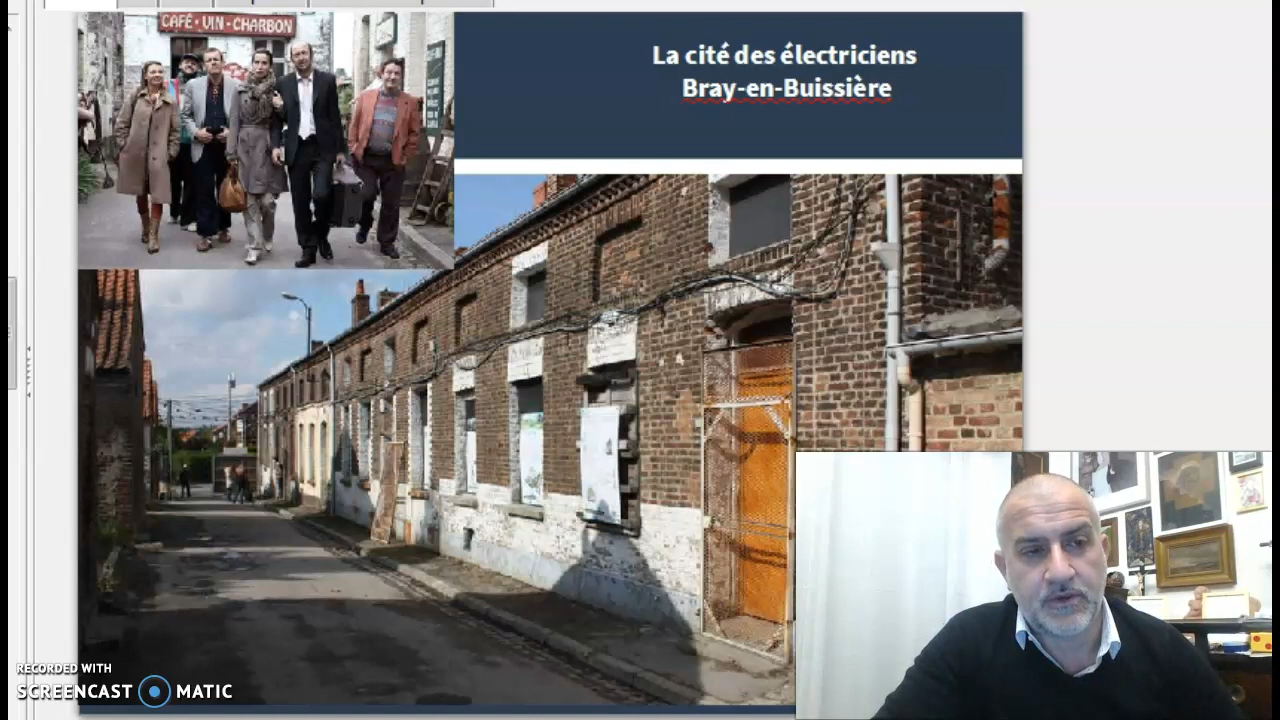 CAFÉ - VIN - CHARBON
La cité des électriciens
Bray-en-Buissière
RECORDED WITH
SCREENCAST MATIC